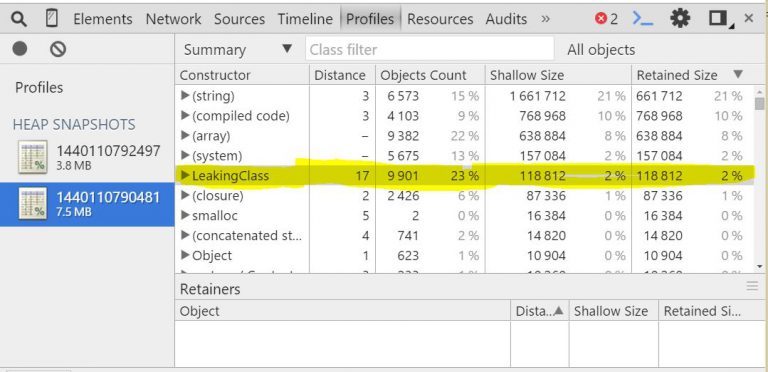 Elements Network Sources Timeline Profiles Resources Audits » 2
Summary ▼ Class filter All objects
Profiles
HEAP SNAPSHOTS
1440110792497
3.8 MB
1440110790481
7.5 MB
Constructor Distance Objects Count Shallow Size Retained Size ▼
(string) 3 6 573 15 % 1 661 712 21 % 661 712 21 %
(compiled code) 3 4 103 9 % 768 968 10 % 768 968 10 %
(array) – 9 382 22 % 638 884 8 % 638 884 8 %
(system) – 5 675 13 % 157 084 2 % 157 084 2 %
LeakingClass 17 9 901 23 % 118 812 2 % 118 812 2 %
(closure) 2 2 426 6 % 87 336 1 % 87 336 1 %
smalloc 5 2 0 % 16 384 0 % 16 384 0 %
(concatenated st... 4 741 2 % 14 820 0 % 14 820 0 %
Object 1 623 1 % 10 904 0 % 10 904 0 %
Retainers
Object Dista..▲ Shallow Size Retained Si...